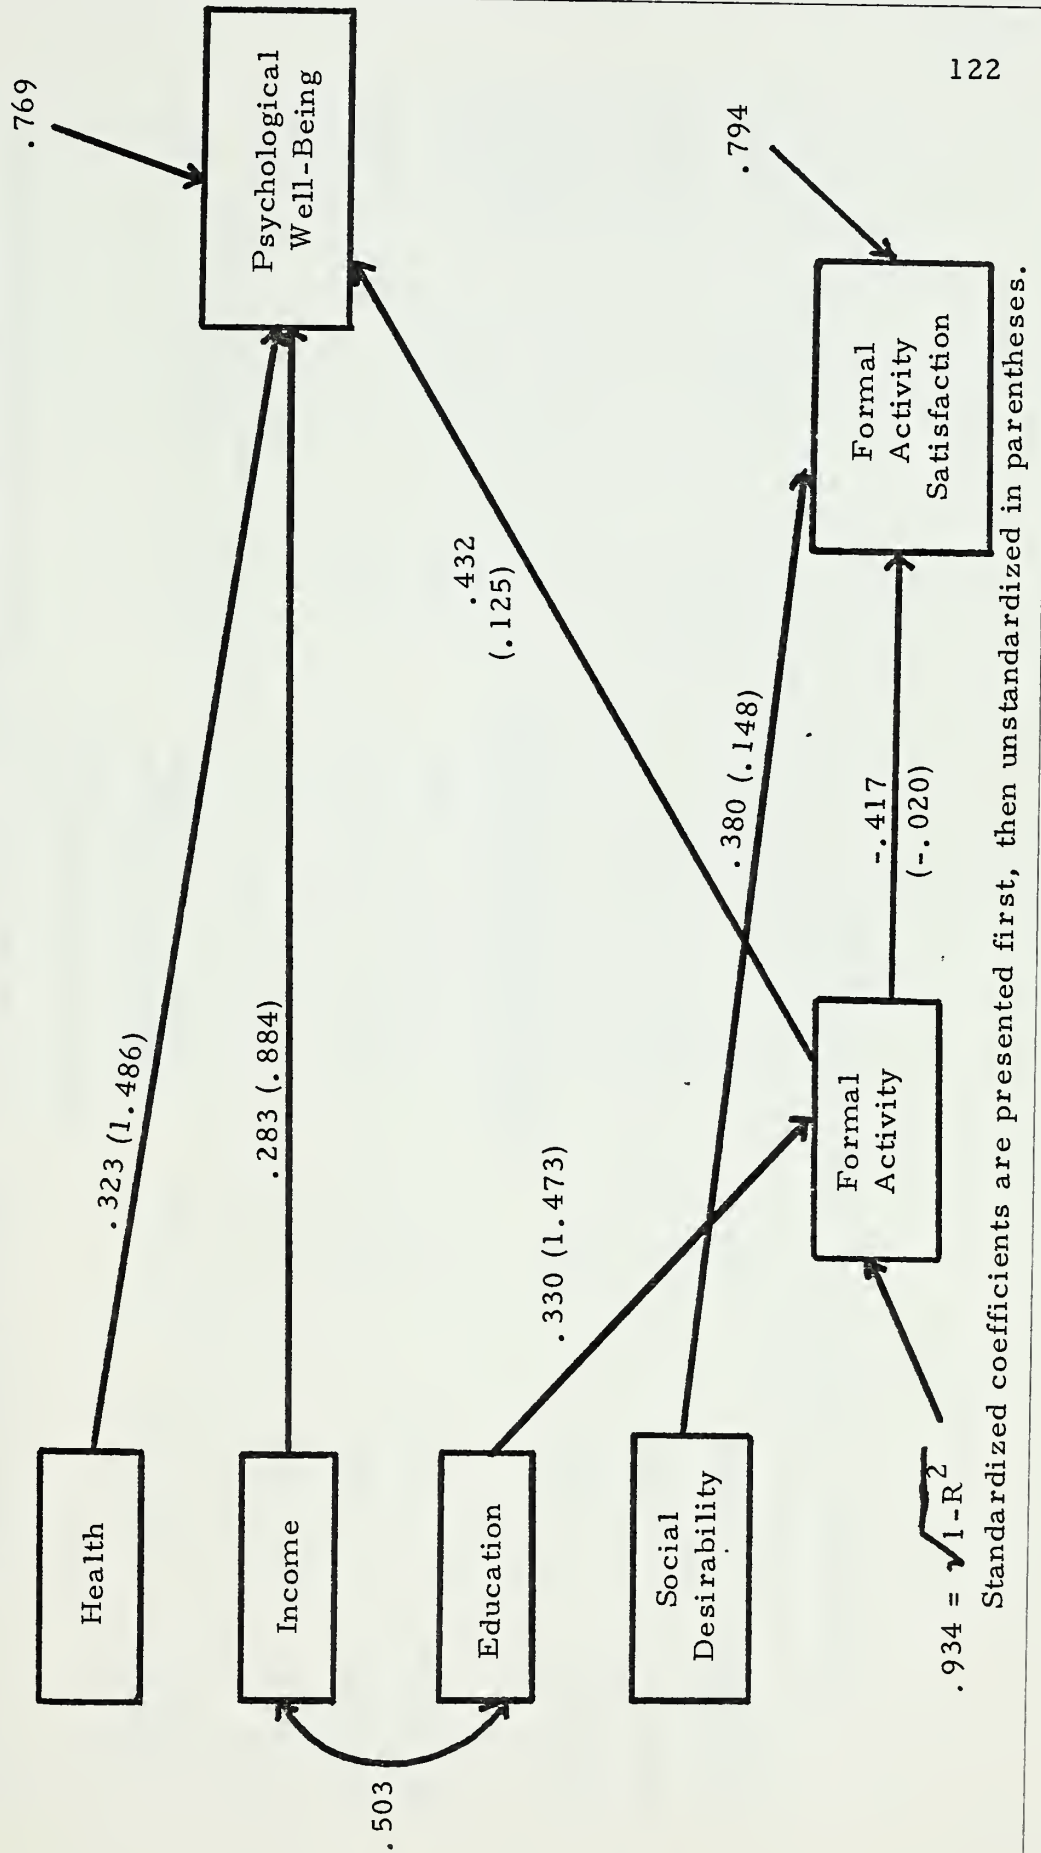 122
Health
Income
Education
Social
Desirability
.503
.323 (1.486)
.283 (.884)
.330 (1.473)
.380 (.148)
.432
(.125)
-.417
(-.020)
Formal
Activity
.934 = √1-R²
Psychological
Well-Being
.769
Formal
Activity
Satisfaction
.794
Standardized coefficients are presented first, then unstandardized in parentheses.